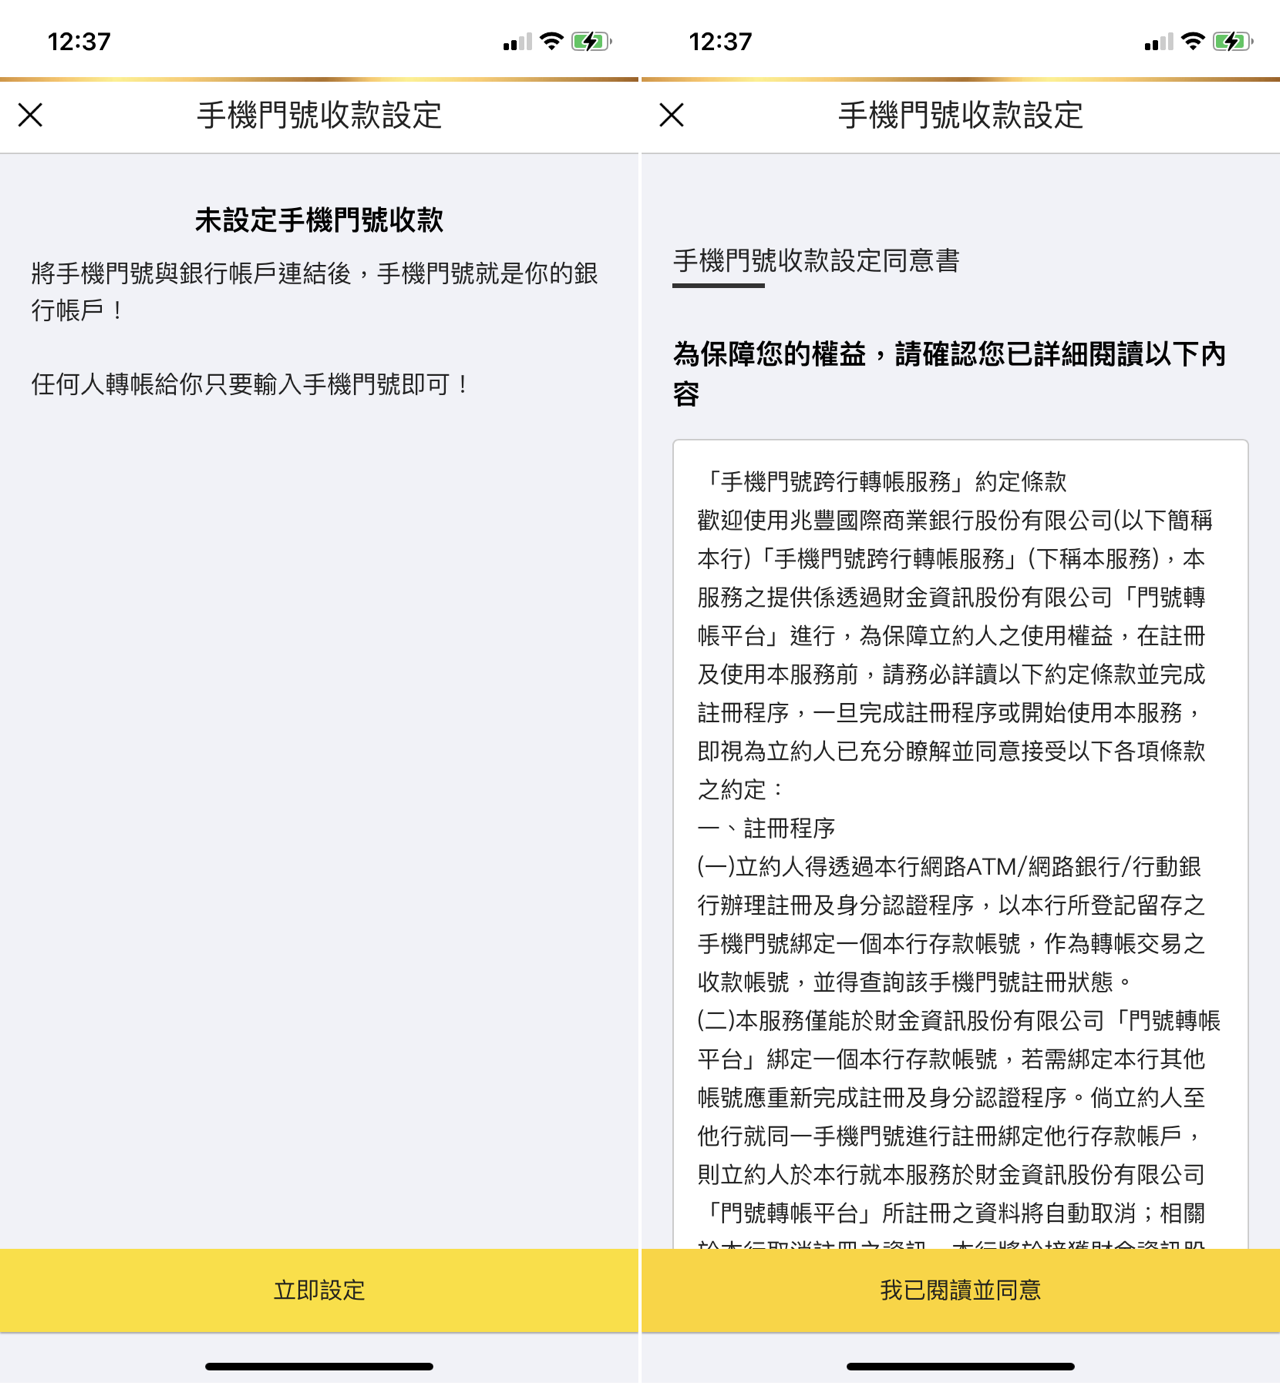 12:37
手機門號收款設定
未設定手機門號收款
將手機門號與銀行帳戶連結後，手機門號就是你的銀
行帳戶！
任何人轉帳給你只要輸入手機門號即可！
立即設定
12:37
手機門號收款設定
手機門號收款設定同意書
為保障您的權益，請確認您已詳細閱讀以下內
容
「手機門號跨行轉帳服務」約定條款
歡迎使用兆豐國際商業銀行股份有限公司(以下簡稱
本行)「手機門號跨行轉帳服務」(下稱本服務)，本
服務之提供係透過財金資訊股份有限公司「門號轉
帳平台」進行，為保障立約人之使用權益，在註冊
及使用本服務前，請務必詳讀以下約定條款並完成
註冊程序，一旦完成註冊程序或開始使用本服務，
即視為立約人已充分瞭解並同意接受以下各項條款
之約定：
一、註冊程序
(一)立約人得透過本行網路ATM/網路銀行/行動銀
行辦理註冊及身分認證程序，以本行所登記留存之
手機門號綁定一個本行存款帳號，作為轉帳交易之
收款帳號，並得查詢該手機門號註冊狀態。
(二)本服務僅能於財金資訊股份有限公司「門號轉帳
平台」綁定一個本行存款帳號，若需綁定本行其他
帳號應重新完成註冊及身分認證程序。倘立約人至
他行就同一手機門號進行註冊綁定他行存款帳戶，
則立約人於本行就本服務於財金資訊股份有限公司
「門號轉帳平台」所註冊之資料將自動取消；相關
於本行取消註冊之資訊，本行將於接獲財金資訊股
我已閱讀並同意